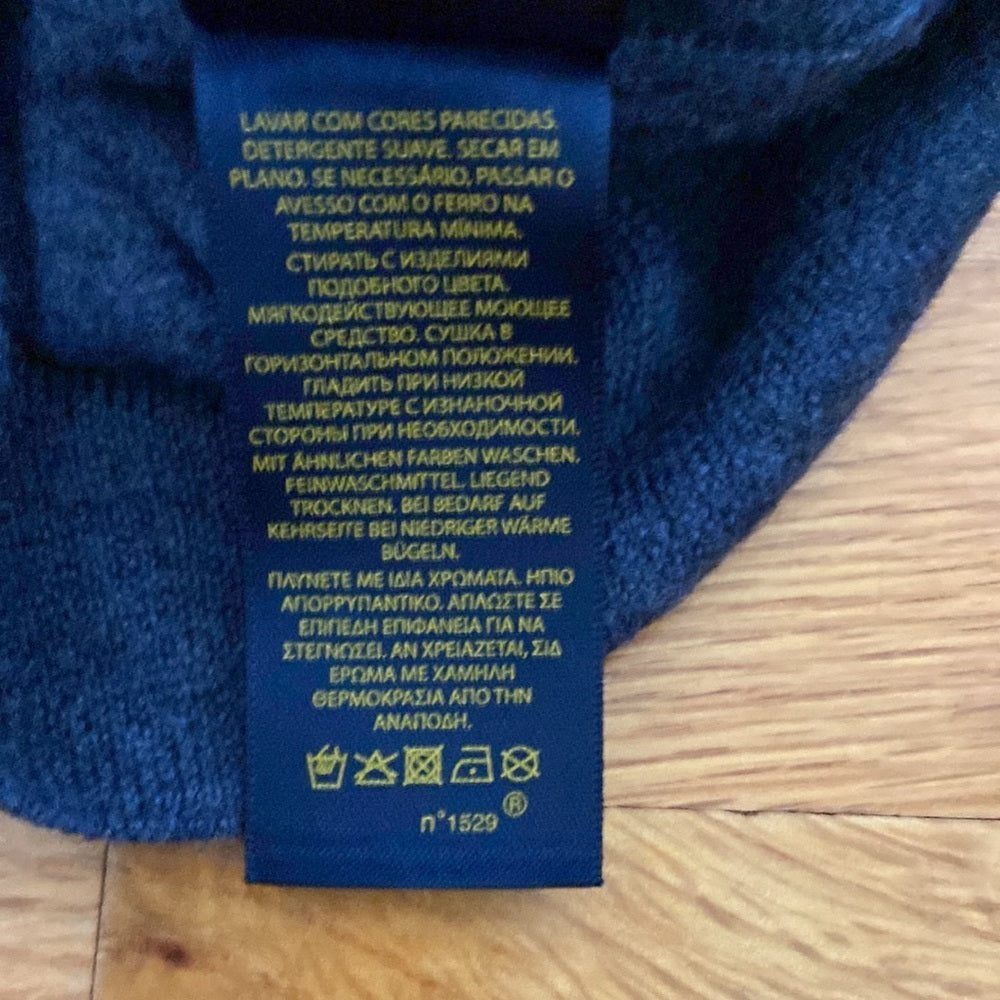 LAVAR COM CORES PARECIDAS.
DETERGENTE SUAVE. SECAR EM
PLANO. SE NECESSÁRIO, PASSAR O
AVESSO COM O FERRO NA
TEMPERATURA MÍNIMA.
СТИРАТЬ С ИЗДЕЛИЯМИ
ПОДОБНОГО ЦВЕТА.
МЯГКОДЕЙСТВУЮЩЕЕ МОЮЩЕЕ
СРЕДСТВО. СУШКА В
ГОРИЗОНТАЛЬНОМ ПОЛОЖЕНИИ.
ГЛАДИТЬ ПРИ НИЗКОЙ
ТЕМПЕРАТУРЕ С ИЗНАНОЧНОЙ
СТОРОНЫ ПРИ НЕОБХОДИМОСТИ.
MIT ÄHNLICHEN FARBEN WASCHEN.
FEINWASCHMITTEL. LIEGEND
TROCKNEN. BEI BEDARF AUF
KEHRSEITE BEI NIEDRIGER WÄRME
BÜGELN.
ΠΛΥΝΕΤΕ ΜΕ ΙΔΙΑ ΧΡΩΜΑΤΑ. ΗΠΙΟ
ΑΠΟΡΡΥΠΑΝΤΙΚΟ. ΑΠΛΩΣΤΕ ΣΕ
ΕΠΙΠΕΔΗ ΕΠΙΦΑΝΕΙΑ ΓΙΑ ΝΑ
ΣΤΕΓΝΩΣΕΙ. ΑΝ ΧΡΕΙΑΖΕΤΑΙ, ΣΙΔ
ΕΡΩΜΑ ΜΕ ΧΑΜΗΛΗ
ΘΕΡΜΟΚΡΑΣΙΑ ΑΠΟ ΤΗΝ
ΑΝΑΠΟΔΗ.
n°1529®